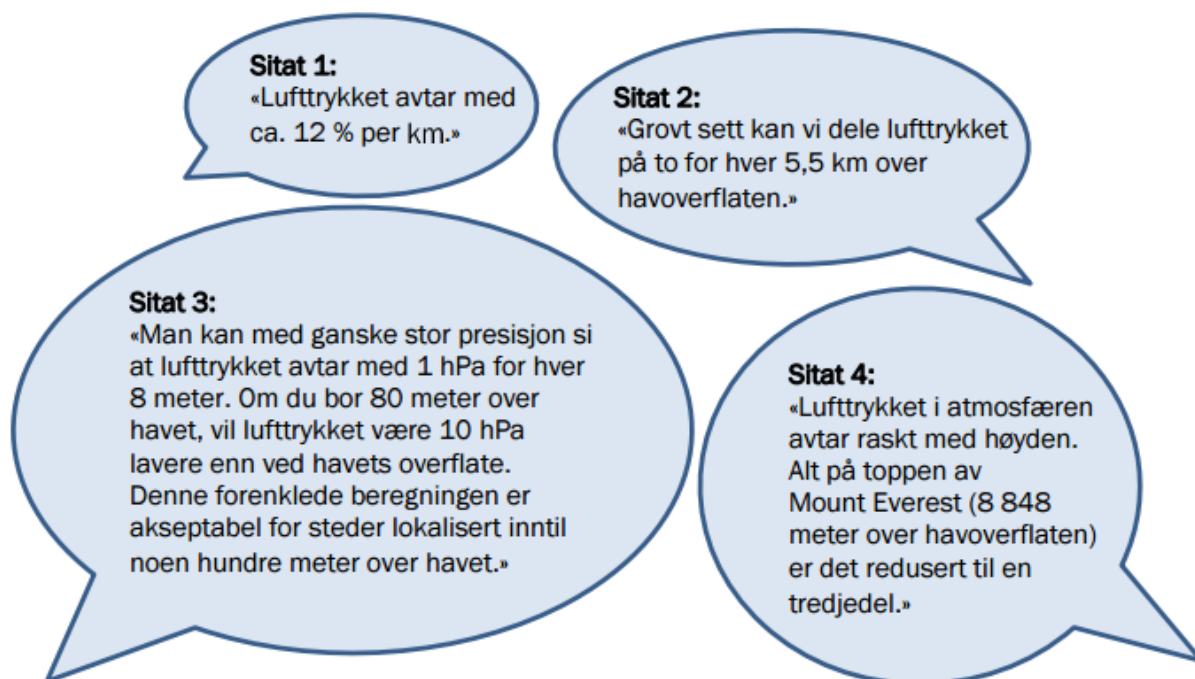 Sitat 1:
«Lufttrykket avtar med
ca. 12 % per km.»
Sitat 2:
«Grovt sett kan vi dele lufttrykket
på to for hver 5,5 km over
havoverflaten.»
Sitat 3:
«Man kan med ganske stor presisjon si
at lufttrykket avtar med 1 hPa for hver
8 meter. Om du bor 80 meter over
havet, vil lufttrykket være 10 hPa
lavere enn ved havets overflate.
Denne forenklede beregningen er
akseptabel for steder lokalisert inntil
noen hundre meter over havet.»
Sitat 4:
«Lufttrykket i atmosfæren
avtar raskt med høyden.
Alt på toppen av
Mount Everest (8 848
meter over havoverflaten)
er det redusert til en
tredjedel.»